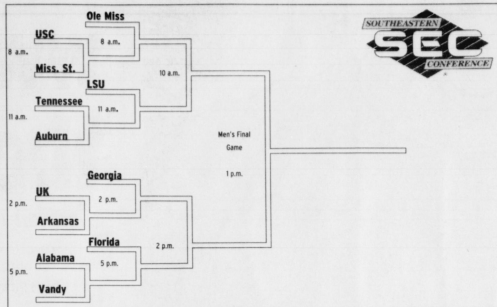 Ole Miss
USC
8 a.m.
8 a.m.
Miss. St.
10 a.m.
LSU
Tennessee
11 a.m.
11 a.m.
Auburn
Men's Final
Game
1 p.m.
Georgia
UK
2 p.m.
2 p.m.
Arkansas
Florida
2 p.m.
Alabama
5 p.m.
5 p.m.
Vandy
SOUTHEASTERN
SEC
CONFERENCE